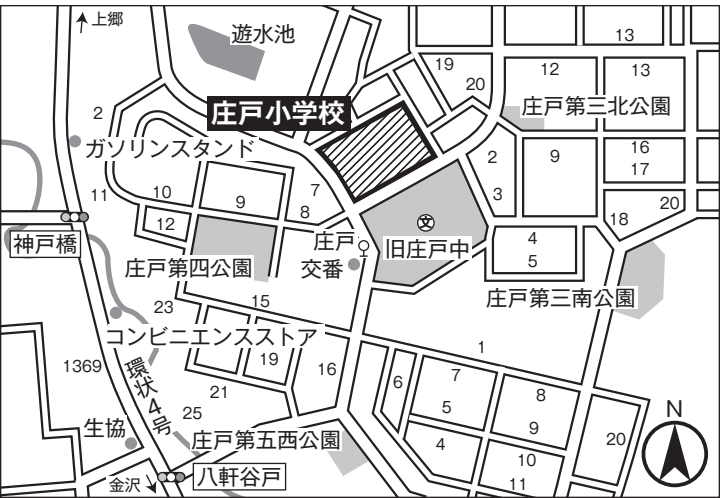 上郷
遊水池
13
19
12
13
20
庄戸第三北公園
2
庄戸小学校
ガソリンスタンド
16
17
2
9
3
7
10
9
11
8
12
20
18
神戸橋
庄戸
交番
文
旧庄戸中
4
5
庄戸第四公園
庄戸第三南公園
23
15
コンビニエンスストア
1
1369
環状4号
19
16
6
7
8
21
5
25
9
生協
庄戸第五西公園
4
20
10
11
N
金沢
八軒谷戸